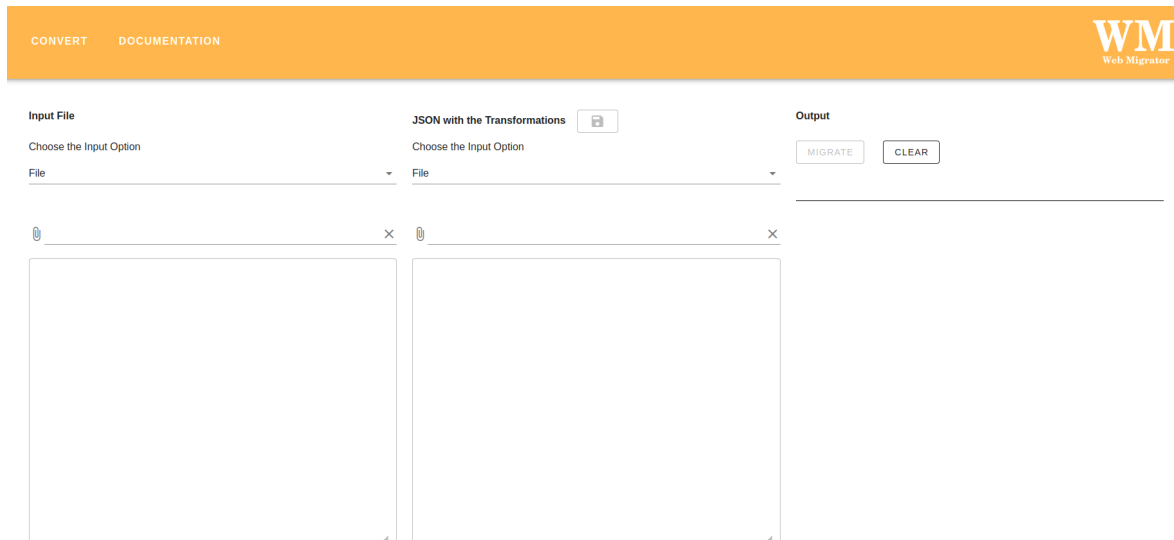 CONVERT DOCUMENTATION
WM
Web Migrator
Input File
Choose the Input Option
File
JSON with the Transformations
Choose the Input Option
File
Output
MIGRATE CLEAR